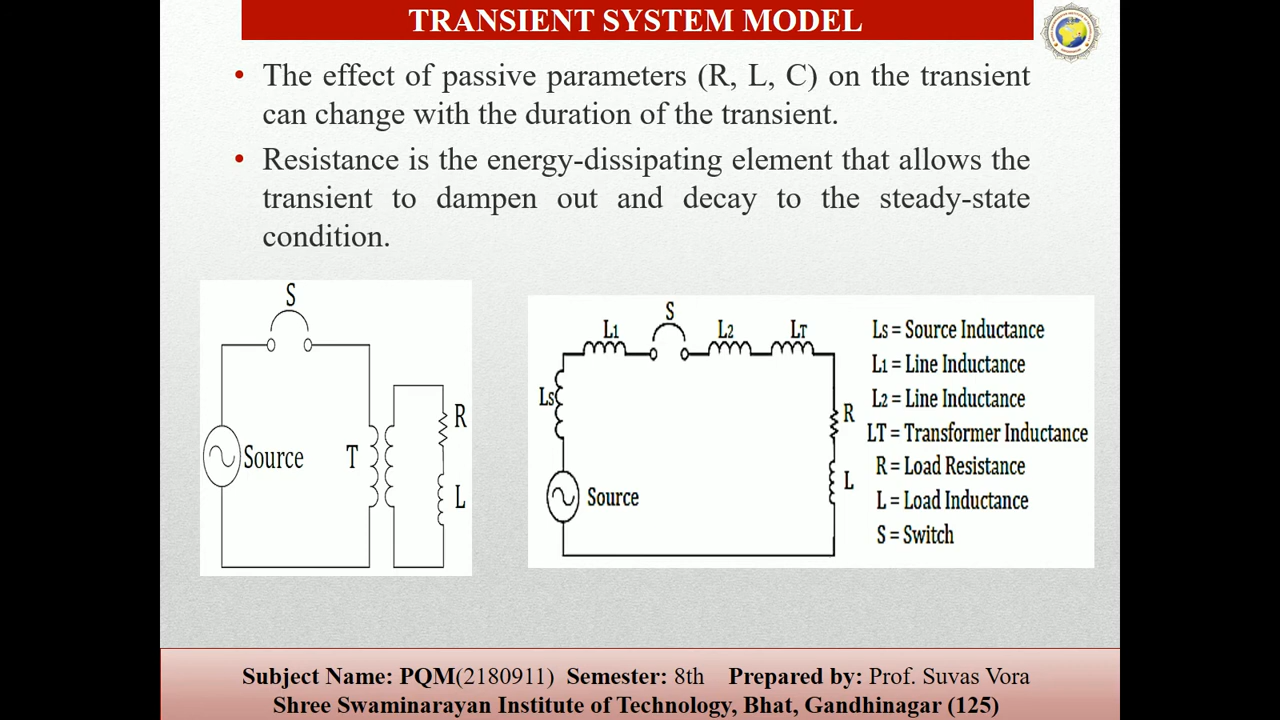 TRANSIENT SYSTEM MODEL
• The effect of passive parameters (R, L, C) on the transient
can change with the duration of the transient.
• Resistance is the energy-dissipating element that allows the
transient to dampen out and decay to the steady-state
condition.
S
R
Source
T
L
S
L1
L2
LT
Ls
R
L
Source
Ls = Source Inductance
L1 = Line Inductance
L2 = Line Inductance
LT = Transformer Inductance
R = Load Resistance
L = Load Inductance
S = Switch
Subject Name: PQM(2180911) Semester: 8th Prepared by: Prof. Suvas Vora
Shree Swaminarayan Institute of Technology, Bhat, Gandhinagar (125)